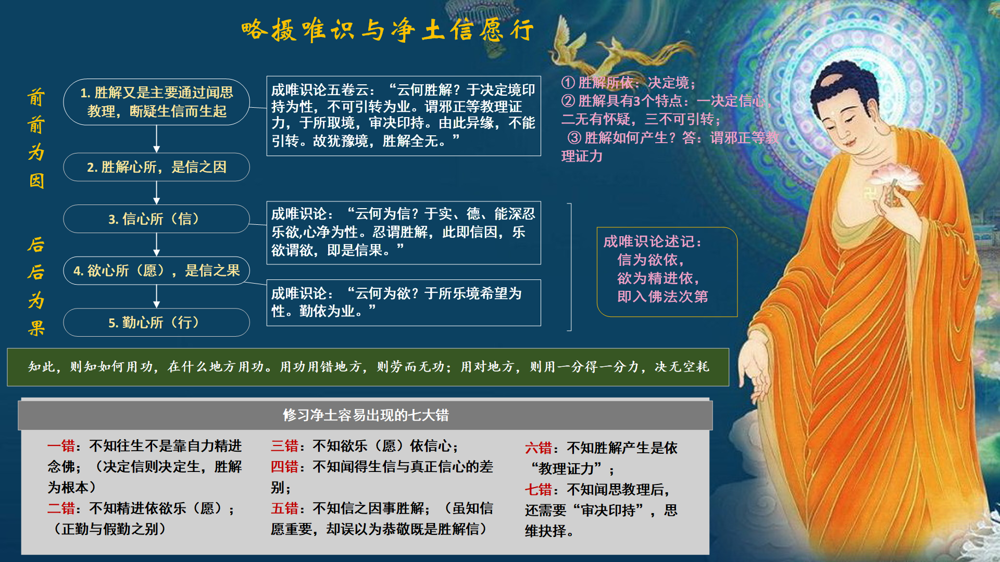 略摄唯识与净土信愿行
前前为因
后后为果
1. 胜解又是主要通过闻思
教理，断疑生信而生起
2. 胜解心所，是信之因
3. 信心所（信）
4. 欲心所（愿），是信之果
5. 勤心所（行）
成唯识论五卷云：“云何胜解？于决定境印
持为性，不可引转为业。谓邪正等教理证
力，于所取境，审决印持。由此异缘，不能
引转。故犹豫境，胜解全无。”
① 胜解所依：决定境；
② 胜解具有3个特点：一决定信心，
二无有怀疑，三不可引转；
③ 胜解如何产生？答：谓邪正等教
理证力
成唯识论：“云何为信？于实、德、能深忍
乐欲,心净为性。忍谓胜解，此即信因，乐
欲谓欲，即是信果。”
成唯识论：“云何为欲？于所乐境希望为
性。勤依为业。”
成唯识论述记：
信为欲依，
欲为精进依，
即入佛法次第
知此，则知如何用功，在什么地方用功。用功用错地方，则劳而无功；用对地方，则用一分得一分力，决无空耗
修习净土容易出现的七大错
一错：不知往生不是靠自力精进
念佛；（决定信则决定生，胜解
为根本）
二错：不知精进依欲乐（愿）；
（正勤与假勤之别）
三错：不知欲乐（愿）依信心；
四错：不知闻得生信与真正信心的差
别；
五错：不知信之因事胜解；（虽知信
愿重要，却误以为恭敬既是胜解信）
六错：不知胜解产生是依
“教理证力”；
七错：不知闻思教理后，
还需要“审决印持”，思
维抉择。